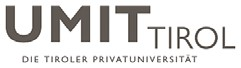 UMIT TIROL
DIE TIROLER PRIVATUNIVERSITÄT